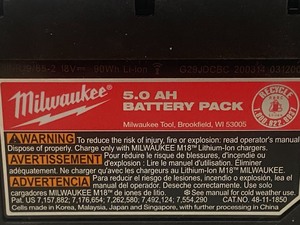 18V 90Wh Li-Ion
Milwaukee
5.0 AH
BATTERY PACK
Milwaukee Tool, Brookfield, WI 53005
RECYCLE
WARNING To reduce the risk of injury, fire or explosion: read operator's manual.
Dispose of properly. Charge only with MILWAUKEE M18™ Lithium-Ion chargers.
AVERTISSEMENT Pour réduire le risque de blessures, d'incendie ou
d'explosion: Lire le manuel d'utilisation. Éliminez
adéquatement. Ne charger qu'avec les chargeurs au Lithium-Ion M18™ MILWAUKEE.
ADVERTENCIA Para reducir el riesgo de lesiones, incendio o explosión, lea el
manual del operador. Deseche correctamente. Use solo
cargadores MILWAUKEE M18™ de iones de litio. See manual for cold weather use.
Pat. US 7,157,882; 7,176,654; 7,262,580; 7,492,124; 7,554,290
CAT. NO. 48-11-1850
Cells made in Korea, Malaysia, Japan and Singapore, with further processing in China